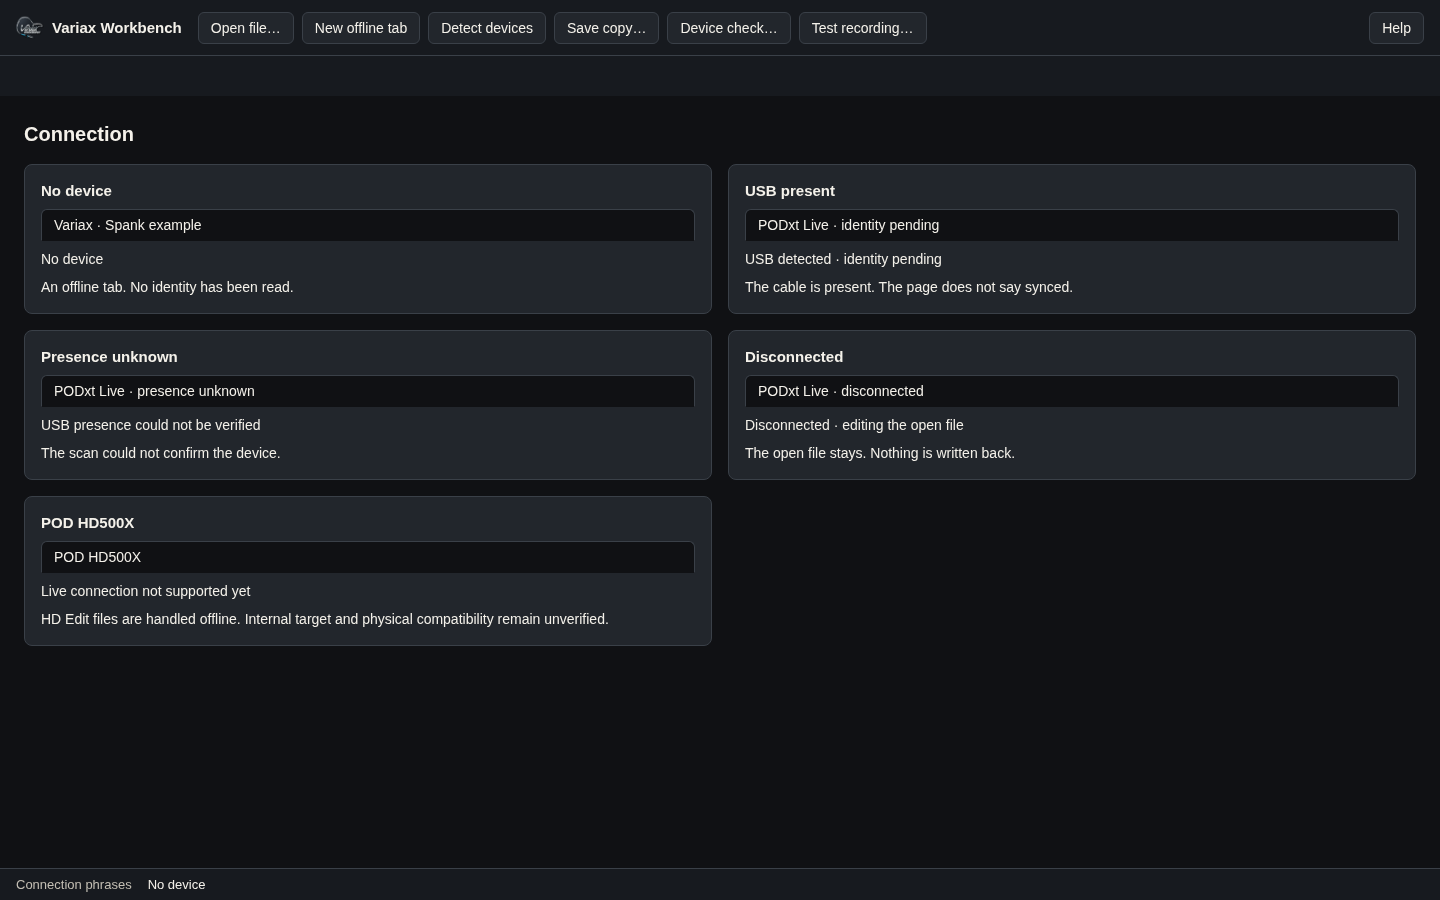 Variax Workbench
Open file…
New offline tab
Detect devices
Save copy…
Device check…
Test recording…
Help
Connection
No device
Variax · Spank example
No device
An offline tab. No identity has been read.
USB present
PODxt Live · identity pending
USB detected · identity pending
The cable is present. The page does not say synced.
Presence unknown
PODxt Live · presence unknown
USB presence could not be verified
The scan could not confirm the device.
Disconnected
PODxt Live · disconnected
Disconnected · editing the open file
The open file stays. Nothing is written back.
POD HD500X
POD HD500X
Live connection not supported yet
HD Edit files are handled offline. Internal target and physical compatibility remain unverified.
Connection phrases
No device